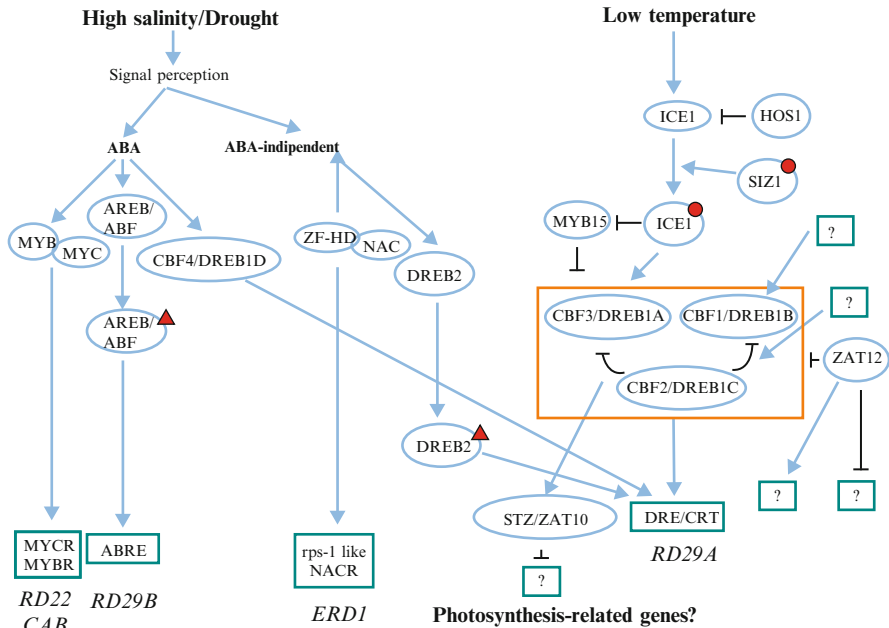 High salinity/Drought
Low temperature
Signal perception
ICE1
HOS1
ABA
ABA-indipendent
SIZ1
AREB/
ABF
MYB
MYC
CBF4/DREB1D
ZF-HD
NAC
DREB2
MYB15
ICE1
?
AREB/
ABF
CBF3/DREB1A
CBF1/DREB1B
?
CBF2/DREB1C
ZAT12
DREB2
?
?
MYCR
MYBR
ABRE
rps-1 like
NACR
STZ/ZAT10
DRE/CRT
RD29A
?
RD22
CAB
RD29B
ERD1
Photosynthesis-related genes?